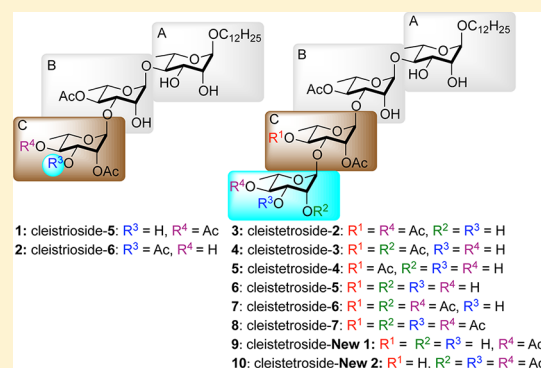 A
OC₁₂H₂₅
O
O
B
HO
OH
O
AcO
O
O
OH
C
O
R⁴O
R³O
OAc
1: cleistrioside-5: R³ = H, R⁴ = Ac
2: cleistrioside-6: R³ = Ac, R⁴ = H
A
OC₁₂H₂₅
O
O
B
HO
OH
O
AcO
O
O
OH
C
O
R¹O
O
OAc
O
R⁴O
R³O
OR²
3: cleistetroside-2: R¹ = R⁴ = Ac, R² = R³ = H
4: cleistetroside-3: R¹ = R² = Ac, R³ = R⁴ = H
5: cleistetroside-4: R¹ = Ac, R² = R³ = R⁴ = H
6: cleistetroside-5: R¹ = R² = R³ = R⁴ = H
7: cleistetroside-6: R¹ = R² = R⁴ = Ac, R³ = H
8: cleistetroside-7: R¹ = R² = R³ = R⁴ = Ac
9: cleistetroside-New 1: R¹ = R² = R³ = H, R⁴ = Ac
10: cleistetroside-New 2: R¹ = H, R² = R³ = R⁴ = Ac